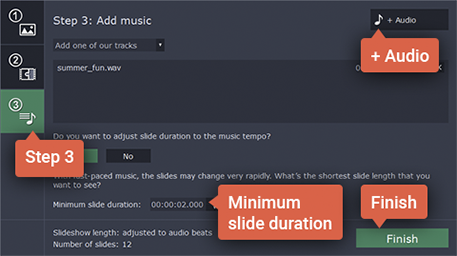 1
Step 3: Add music
+ Audio
+ Audio
Add one of our tracks
2
summer_fun.wav
3
Do you want to adjust slide duration to the music tempo?
Step 3
No
fast-paced music, the slides may change very rapidly. What's the shortest slide length that you
want to see?
Minimum slide duration: 00:00:02.000
Minimum
slide duration
Finish
Slideshow length: adjusted to audio beats
Number of slides: 12
Finish